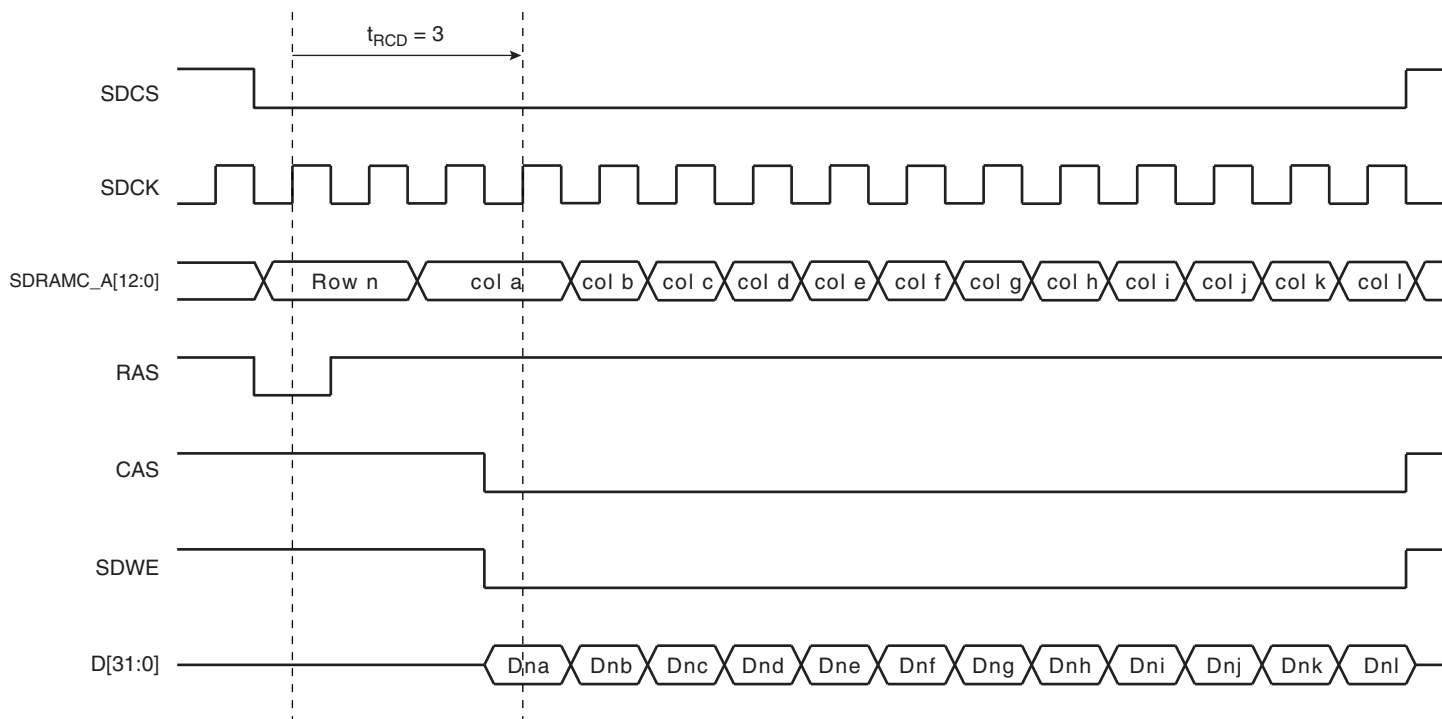 tRCD = 3
SDCS
SDCK
SDRAMC_A[12:0] Row n col a col b col c col d col e col f col g col h col i col j col k col l
RAS
CAS
SDWE
D[31:0] Dna Dnb Dnc Dnd Dne Dnf Dng Dnh Dni Dnj Dnk Dnl